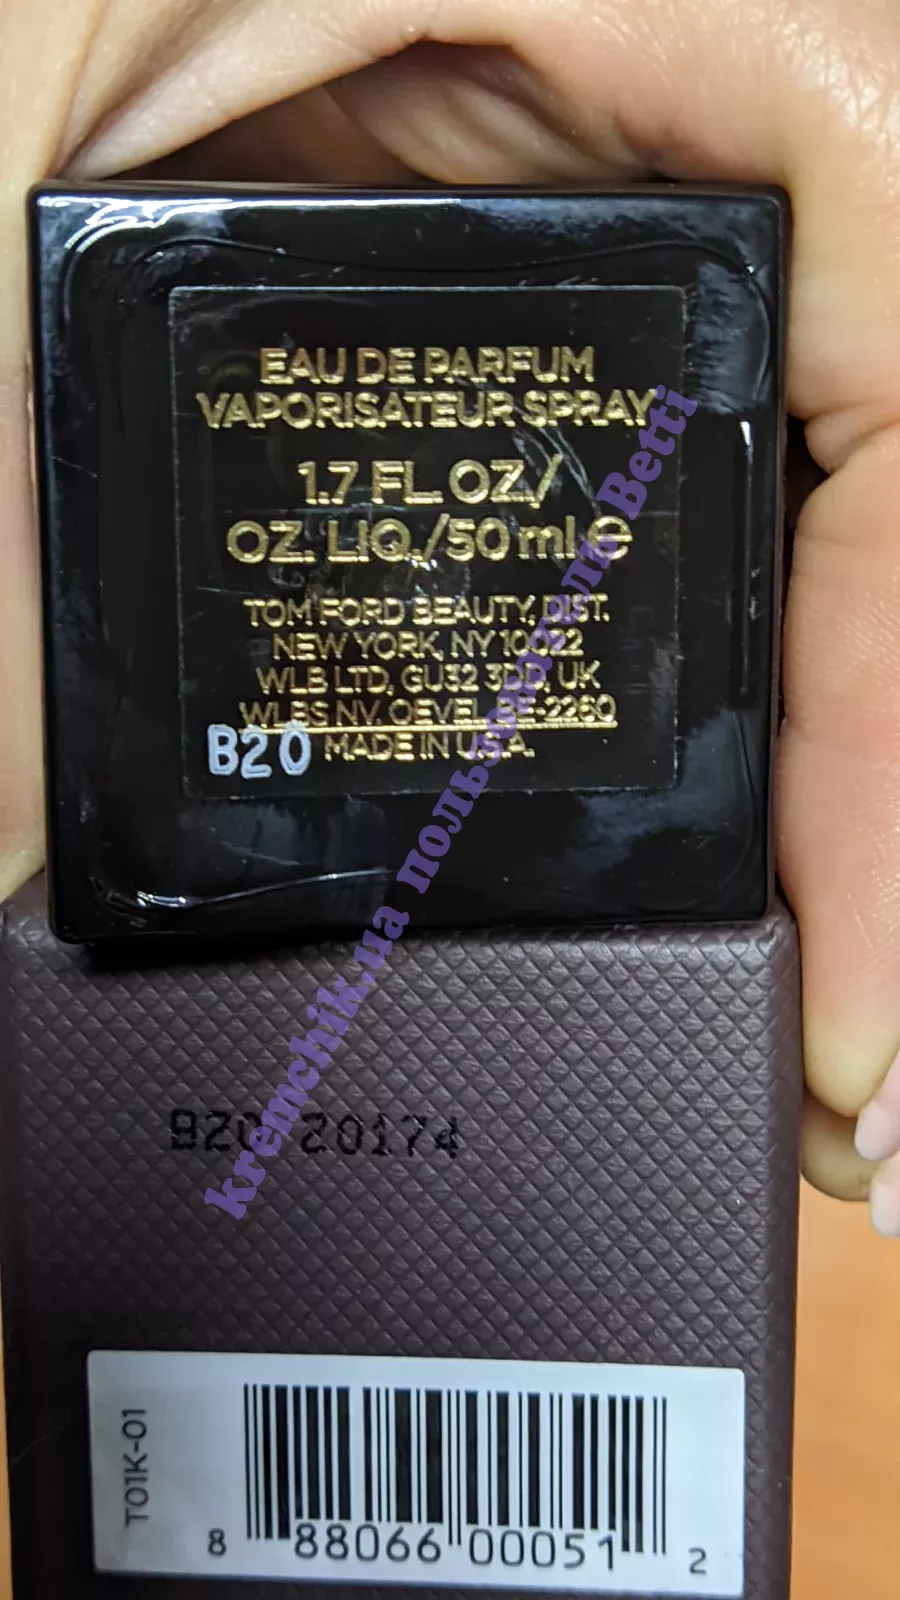 EAU DE PARFUM
VAPORISATEUR SPRAY
1.7 FL. OZ./
OZ. LIQ./50 ml e
TOM FORD BEAUTY, DIST.
NEW YORK, NY 10022
WLB LTD, GU32 3DD, UK
WLBS NV, OEVEL, BE-2260
B20 MADE IN U.S.A.
kremchik.ua пользователь Betti
B20 20174
T01K-01
8 88066 00051 2